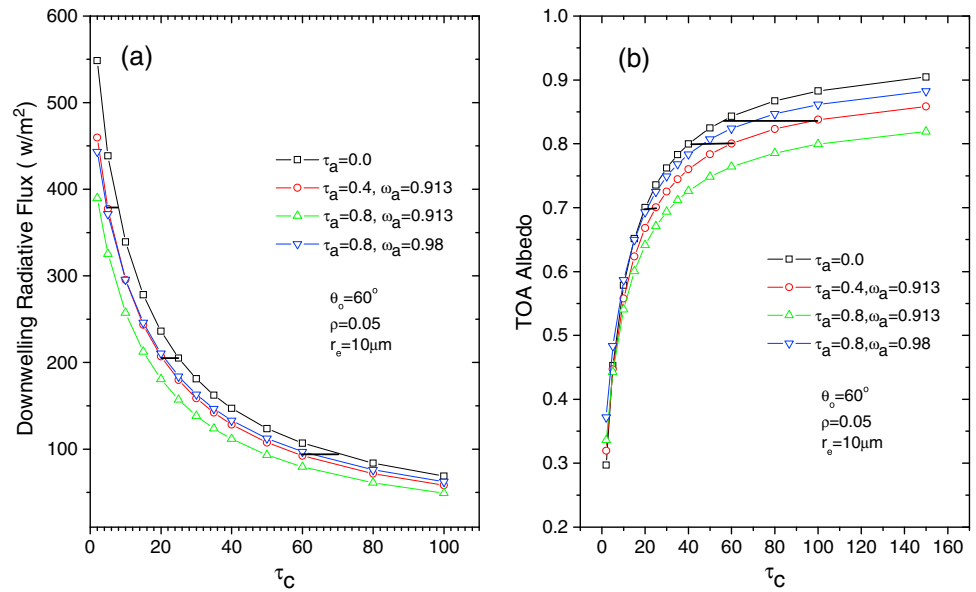 (a)
Downwelling Radiative Flux ( w/m²)
600
500
400
300
200
100
0 20 40 60 80 100
τc
τa=0.0
τa=0.4, ωa=0.913
τa=0.8, ωa=0.913
τa=0.8, ωa=0.98
θo=60°
ρ=0.05
re=10μm
(b)
TOA Albedo
1.0
0.9
0.8
0.7
0.6
0.5
0.4
0.3
0.2
0 20 40 60 80 100 120 140 160
τc
τa=0.0
τa=0.4,ωa=0.913
τa=0.8,ωa=0.913
τa=0.8,ωa=0.98
θo=60°
ρ=0.05
re=10μm